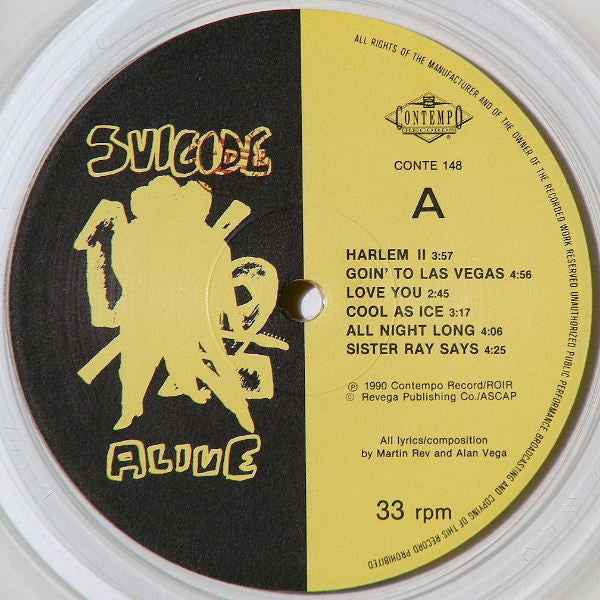 SUICIDE
ALIVE
ALL RIGHTS OF THE MANUFACTURER AND OF THE OWNER OF THE RECORDED WORK RESERVED UNAUTHORIZED PUBLIC PERFORMANCE BROADCASTING AND COPYING OF THIS RECORD PROHIBITED
CONTEMPO
RECORDS
CONTE 148
A
HARLEM II 3:57
GOIN' TO LAS VEGAS 4:56
LOVE YOU 2:45
COOL AS ICE 3:17
ALL NIGHT LONG 4:06
SISTER RAY SAYS 4:25
℗ 1990 Contempo Record/ROIR
© Revega Publishing Co./ASCAP
All lyrics/composition
by Martin Rev and Alan Vega
33 rpm